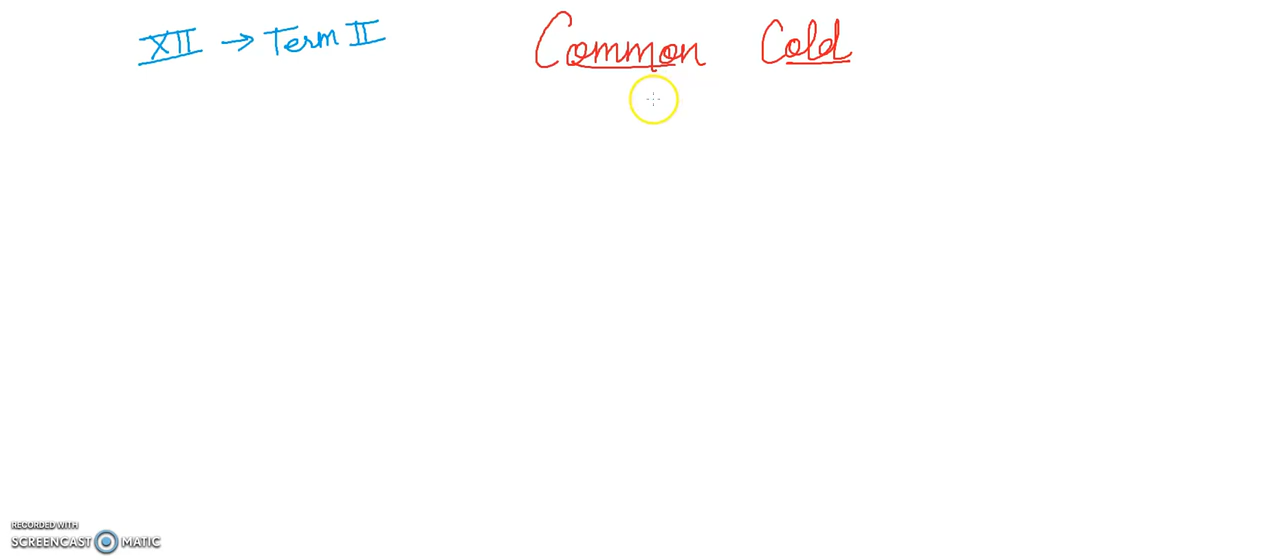 XII → Term II
Common Cold
RECORDED WITH
SCREENCAST MATIC